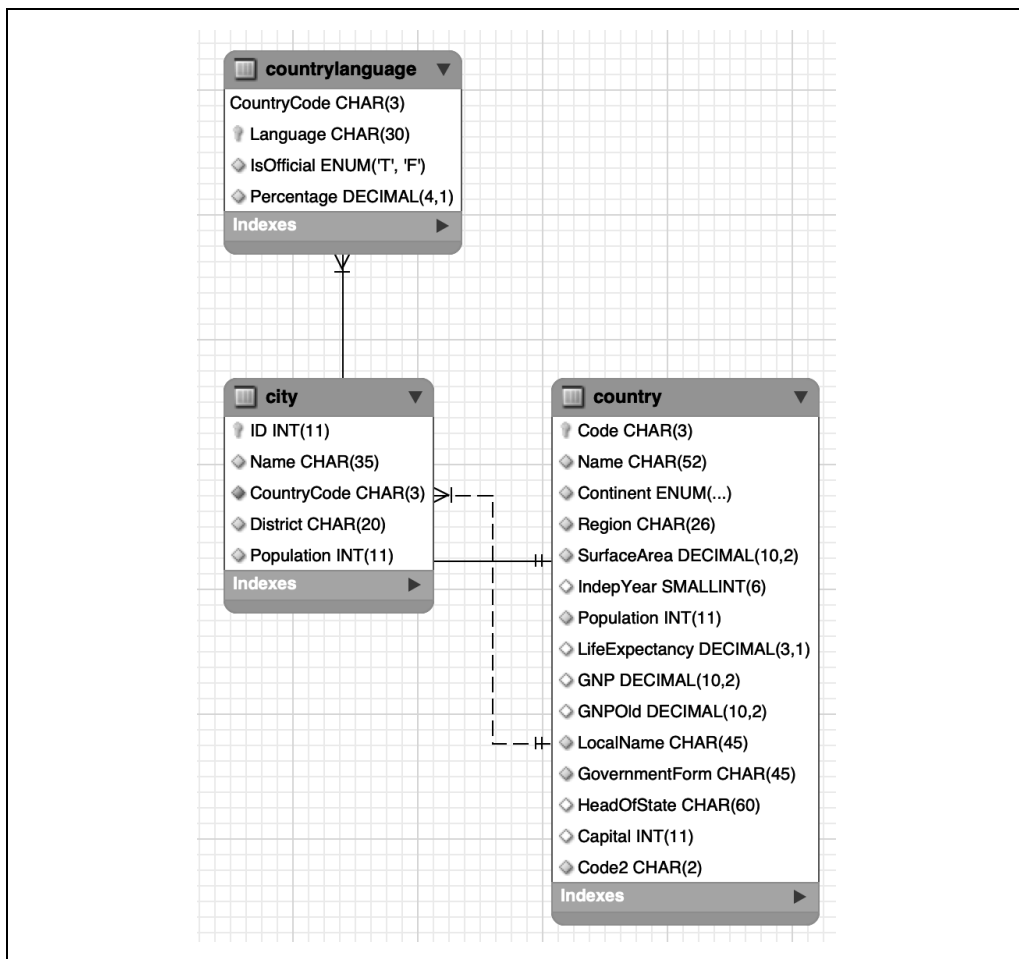 countrylanguage
CountryCode CHAR(3)
Language CHAR(30)
IsOfficial ENUM('T', 'F')
Percentage DECIMAL(4,1)
Indexes
city
ID INT(11)
Name CHAR(35)
CountryCode CHAR(3)
District CHAR(20)
Population INT(11)
Indexes
country
Code CHAR(3)
Name CHAR(52)
Continent ENUM(...)
Region CHAR(26)
SurfaceArea DECIMAL(10,2)
IndepYear SMALLINT(6)
Population INT(11)
LifeExpectancy DECIMAL(3,1)
GNP DECIMAL(10,2)
GNPOld DECIMAL(10,2)
LocalName CHAR(45)
GovernmentForm CHAR(45)
HeadOfState CHAR(60)
Capital INT(11)
Code2 CHAR(2)
Indexes